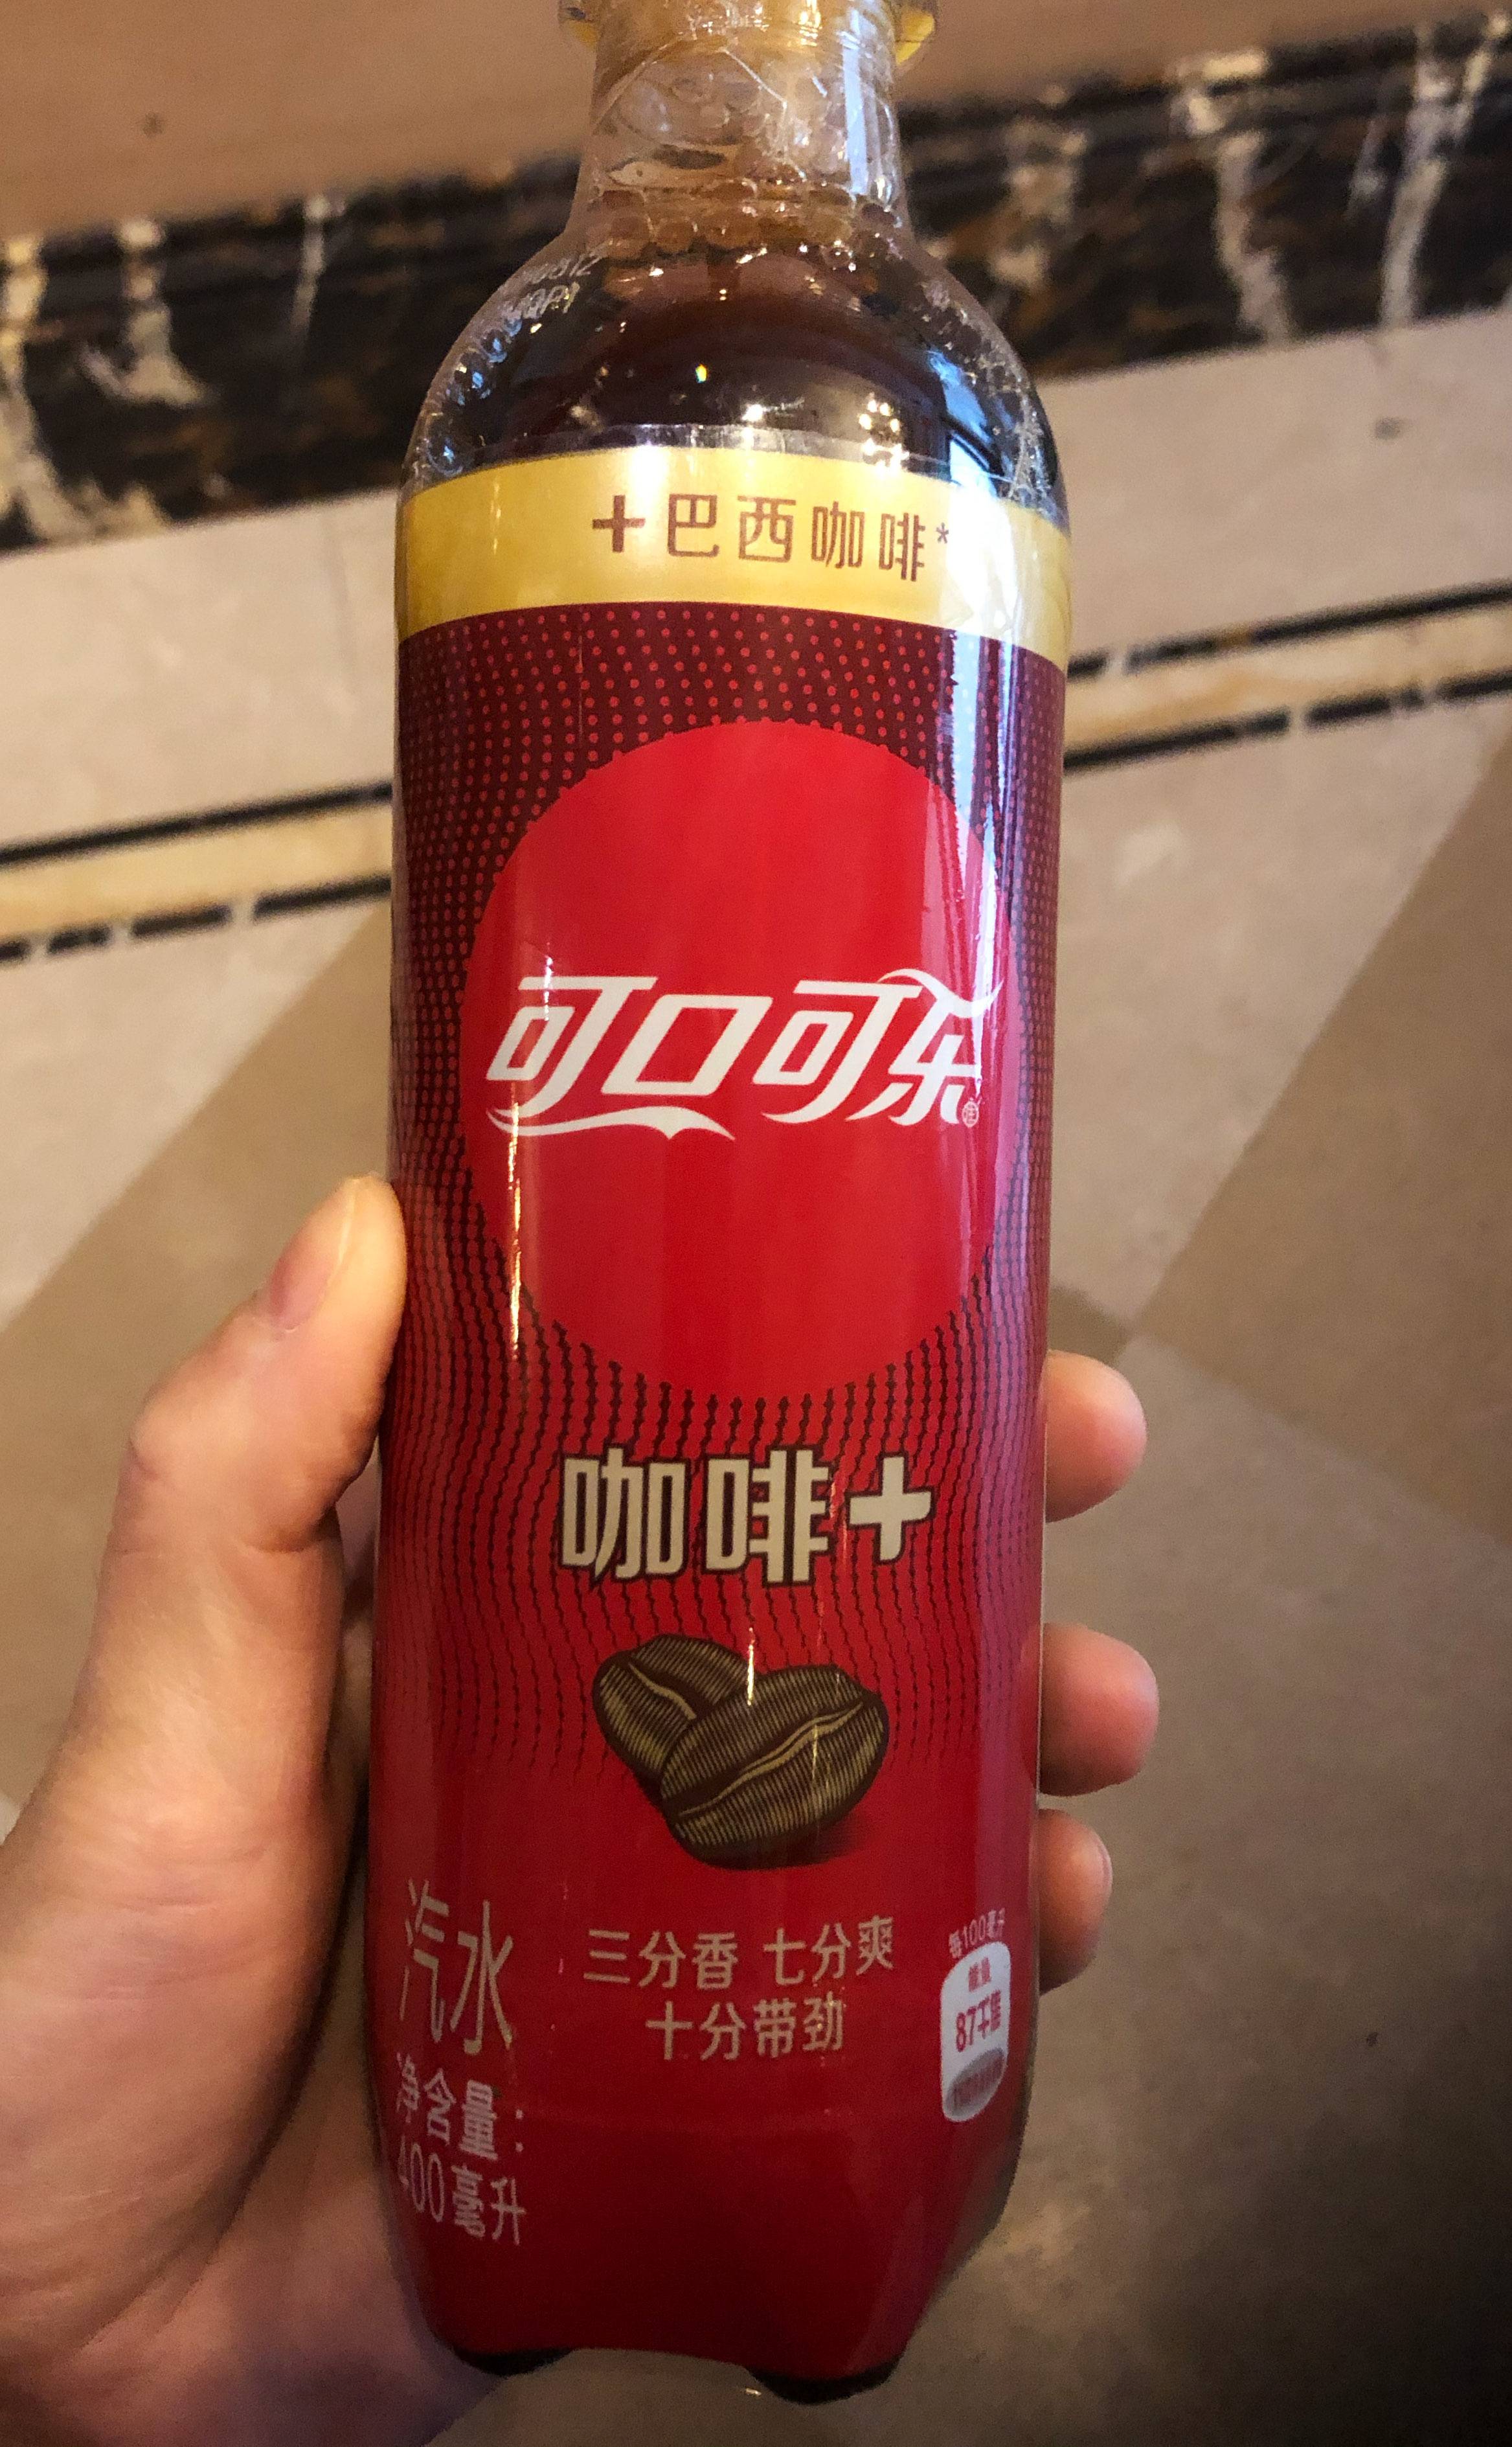 +巴西咖啡*
可口可乐
咖啡+
三分香 七分爽
十分带劲
汽水
净含量:
400毫升
每100毫升
能量
87千焦